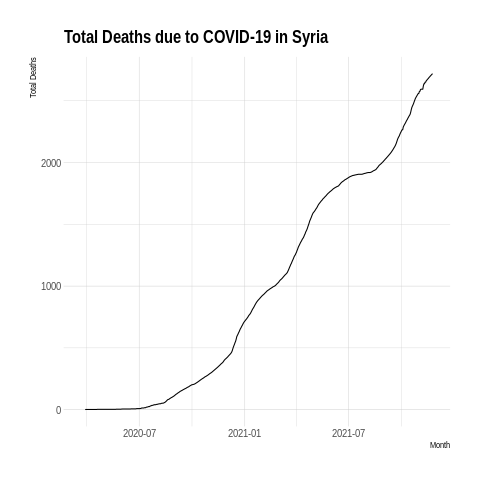 Total Deaths due to COVID-19 in Syria
Total Deaths
2000
1000
0
2020-07 2021-01 2021-07
Month